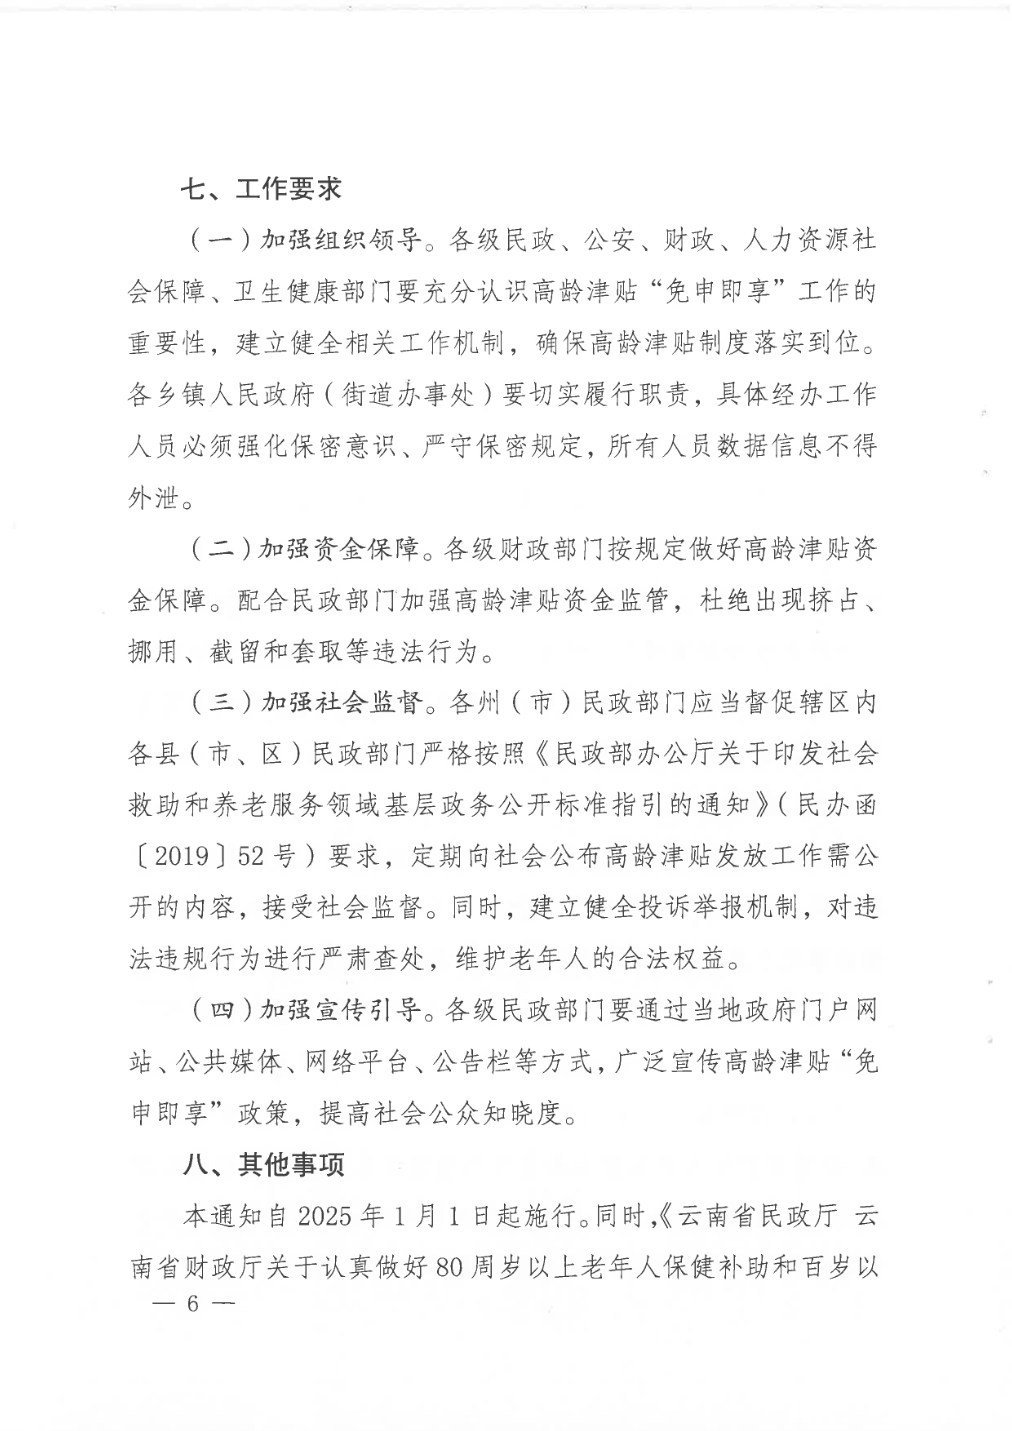 七、工作要求
（一）加强组织领导。各级民政、公安、财政、人力资源社
会保障、卫生健康部门要充分认识高龄津贴“免申即享”工作的
重要性，建立健全相关工作机制，确保高龄津贴制度落实到位。
各乡镇人民政府（街道办事处）要切实履行职责，具体经办工作
人员必须强化保密意识、严守保密规定，所有人员数据信息不得
外泄。
（二）加强资金保障。各级财政部门按规定做好高龄津贴资
金保障。配合民政部门加强高龄津贴资金监管，杜绝出现挤占、
挪用、截留和套取等违法行为。
（三）加强社会监督。各州（市）民政部门应当督促辖区内
各县（市、区）民政部门严格按照《民政部办公厅关于印发社会
救助和养老服务领域基层政务公开标准指引的通知》（民办函
〔2019〕52号）要求，定期向社会公布高龄津贴发放工作需公
开的内容，接受社会监督。同时，建立健全投诉举报机制，对违
法违规行为进行严肃查处，维护老年人的合法权益。
（四）加强宣传引导。各级民政部门要通过当地政府门户网
站、公共媒体、网络平台、公告栏等方式，广泛宣传高龄津贴“免
申即享”政策，提高社会公众知晓度。
八、其他事项
本通知自2025年1月1日起施行。同时，《云南省民政厅 云
南省财政厅关于认真做好80周岁以上老年人保健补助和百岁以
— 6 —